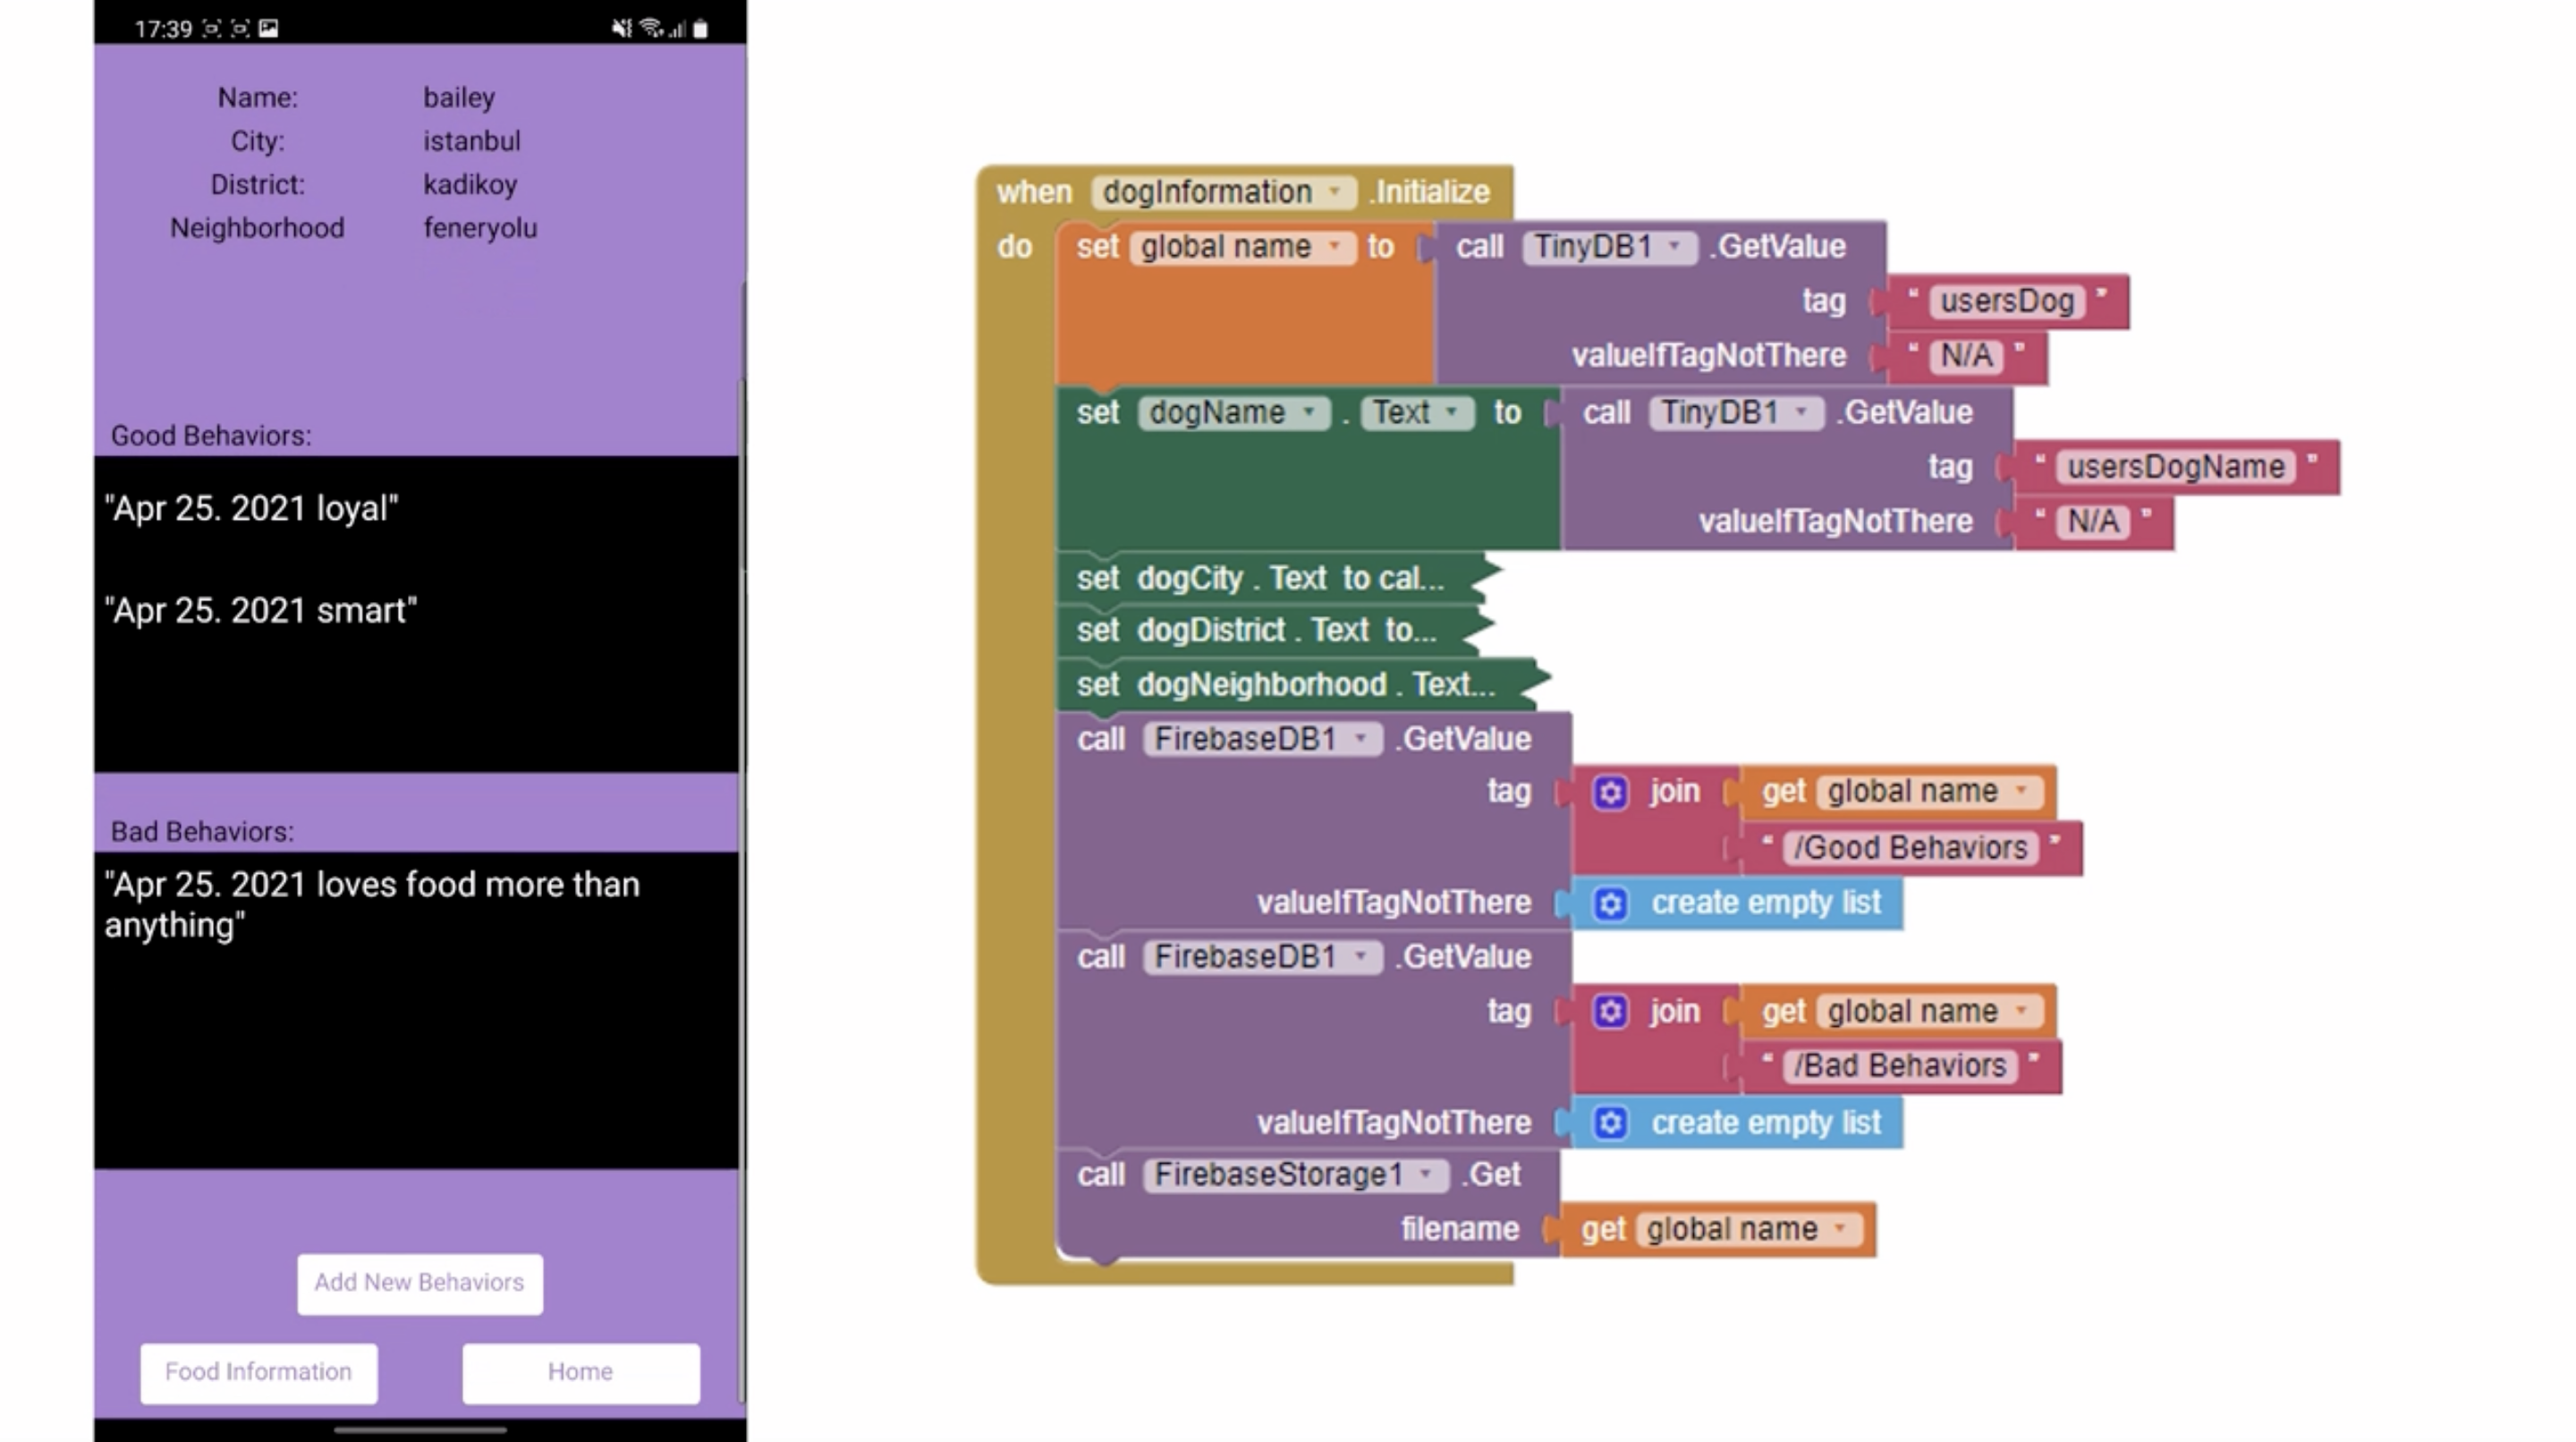 17:39
Name: bailey
City: istanbul
District: kadikoy
Neighborhood feneryolu
Good Behaviors:
"Apr 25. 2021 loyal"
"Apr 25. 2021 smart"
Bad Behaviors:
"Apr 25. 2021 loves food more than
anything"
Add New Behaviors
Food Information Home
when dogInformation .Initialize
do set global name to call TinyDB1 .GetValue
tag " usersDog "
valueIfTagNotThere " N/A "
set dogName . Text to call TinyDB1 .GetValue
tag " usersDogName "
valueIfTagNotThere " N/A "
set dogCity . Text to cal...
set dogDistrict . Text to...
set dogNeighborhood . Text...
call FirebaseDB1 .GetValue
tag join get global name
" /Good Behaviors "
valueIfTagNotThere create empty list
call FirebaseDB1 .GetValue
tag join get global name
" /Bad Behaviors "
valueIfTagNotThere create empty list
call FirebaseStorage1 .Get
filename get global name